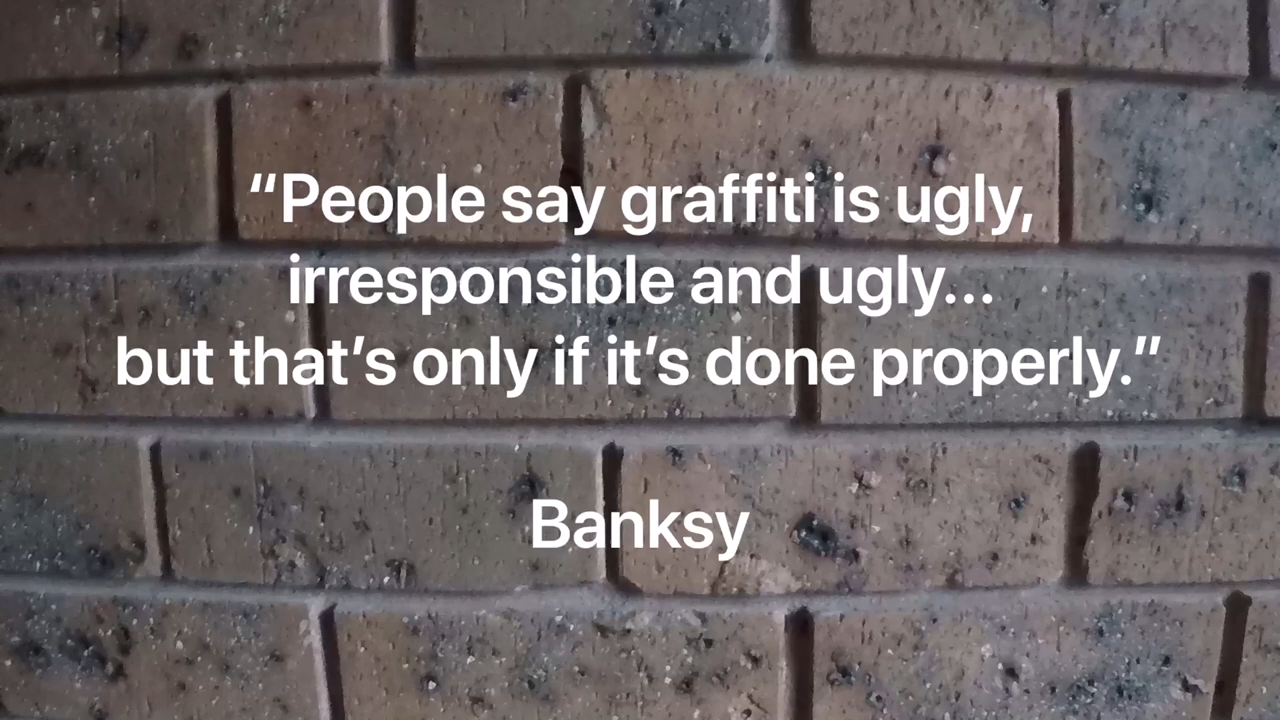 “People say graffiti is ugly,
irresponsible and ugly...
but that’s only if it’s done properly.”
Banksy